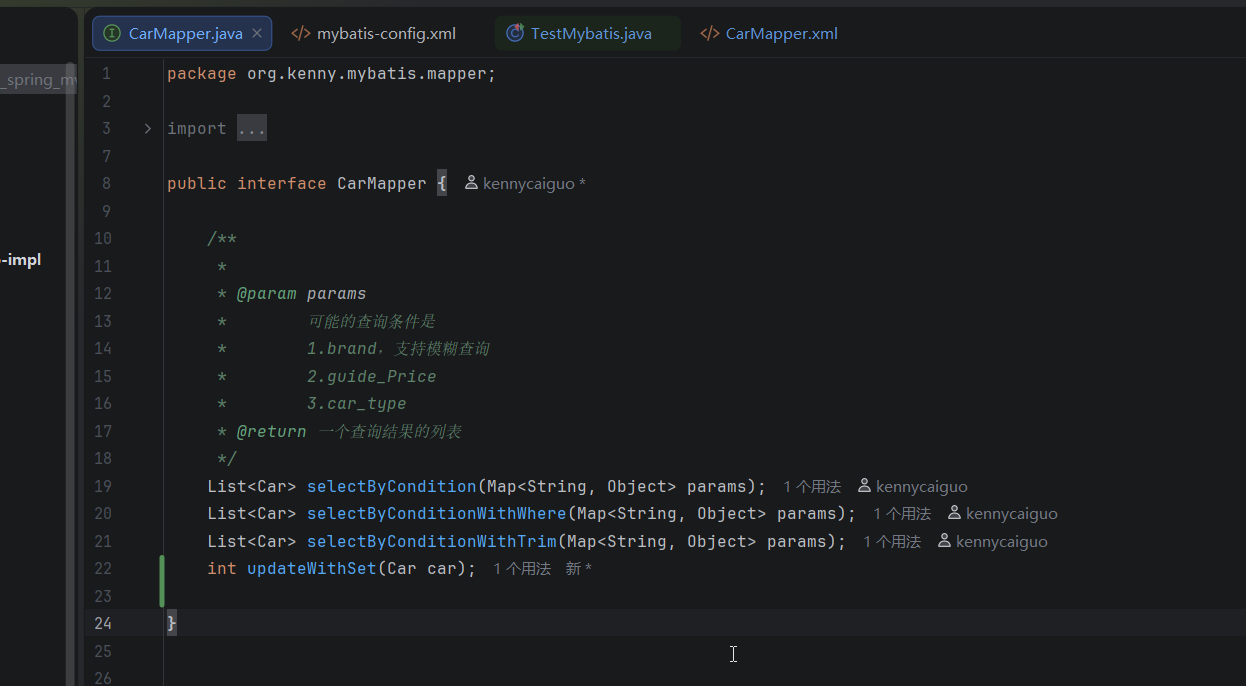 CarMapper.java
mybatis-config.xml
TestMybatis.java
CarMapper.xml
_spring_my
-impl
1 package org.kenny.mybatis.mapper;
2
3 import ...
7
8 public interface CarMapper { kennycaiguo *
9
10 /**
11 *
12 * @param params
13 * 可能的查询条件是
14 * 1.brand，支持模糊查询
15 * 2.guide_Price
16 * 3.car_type
17 * @return 一个查询结果的列表
18 */
19 List<Car> selectByCondition(Map<String, Object> params); 1个用法 kennycaiguo
20 List<Car> selectByConditionWithWhere(Map<String, Object> params); 1个用法 kennycaiguo
21 List<Car> selectByConditionWithTrim(Map<String, Object> params); 1个用法 kennycaiguo
22 int updateWithSet(Car car); 1个用法 新 *
23
24 }
25
26